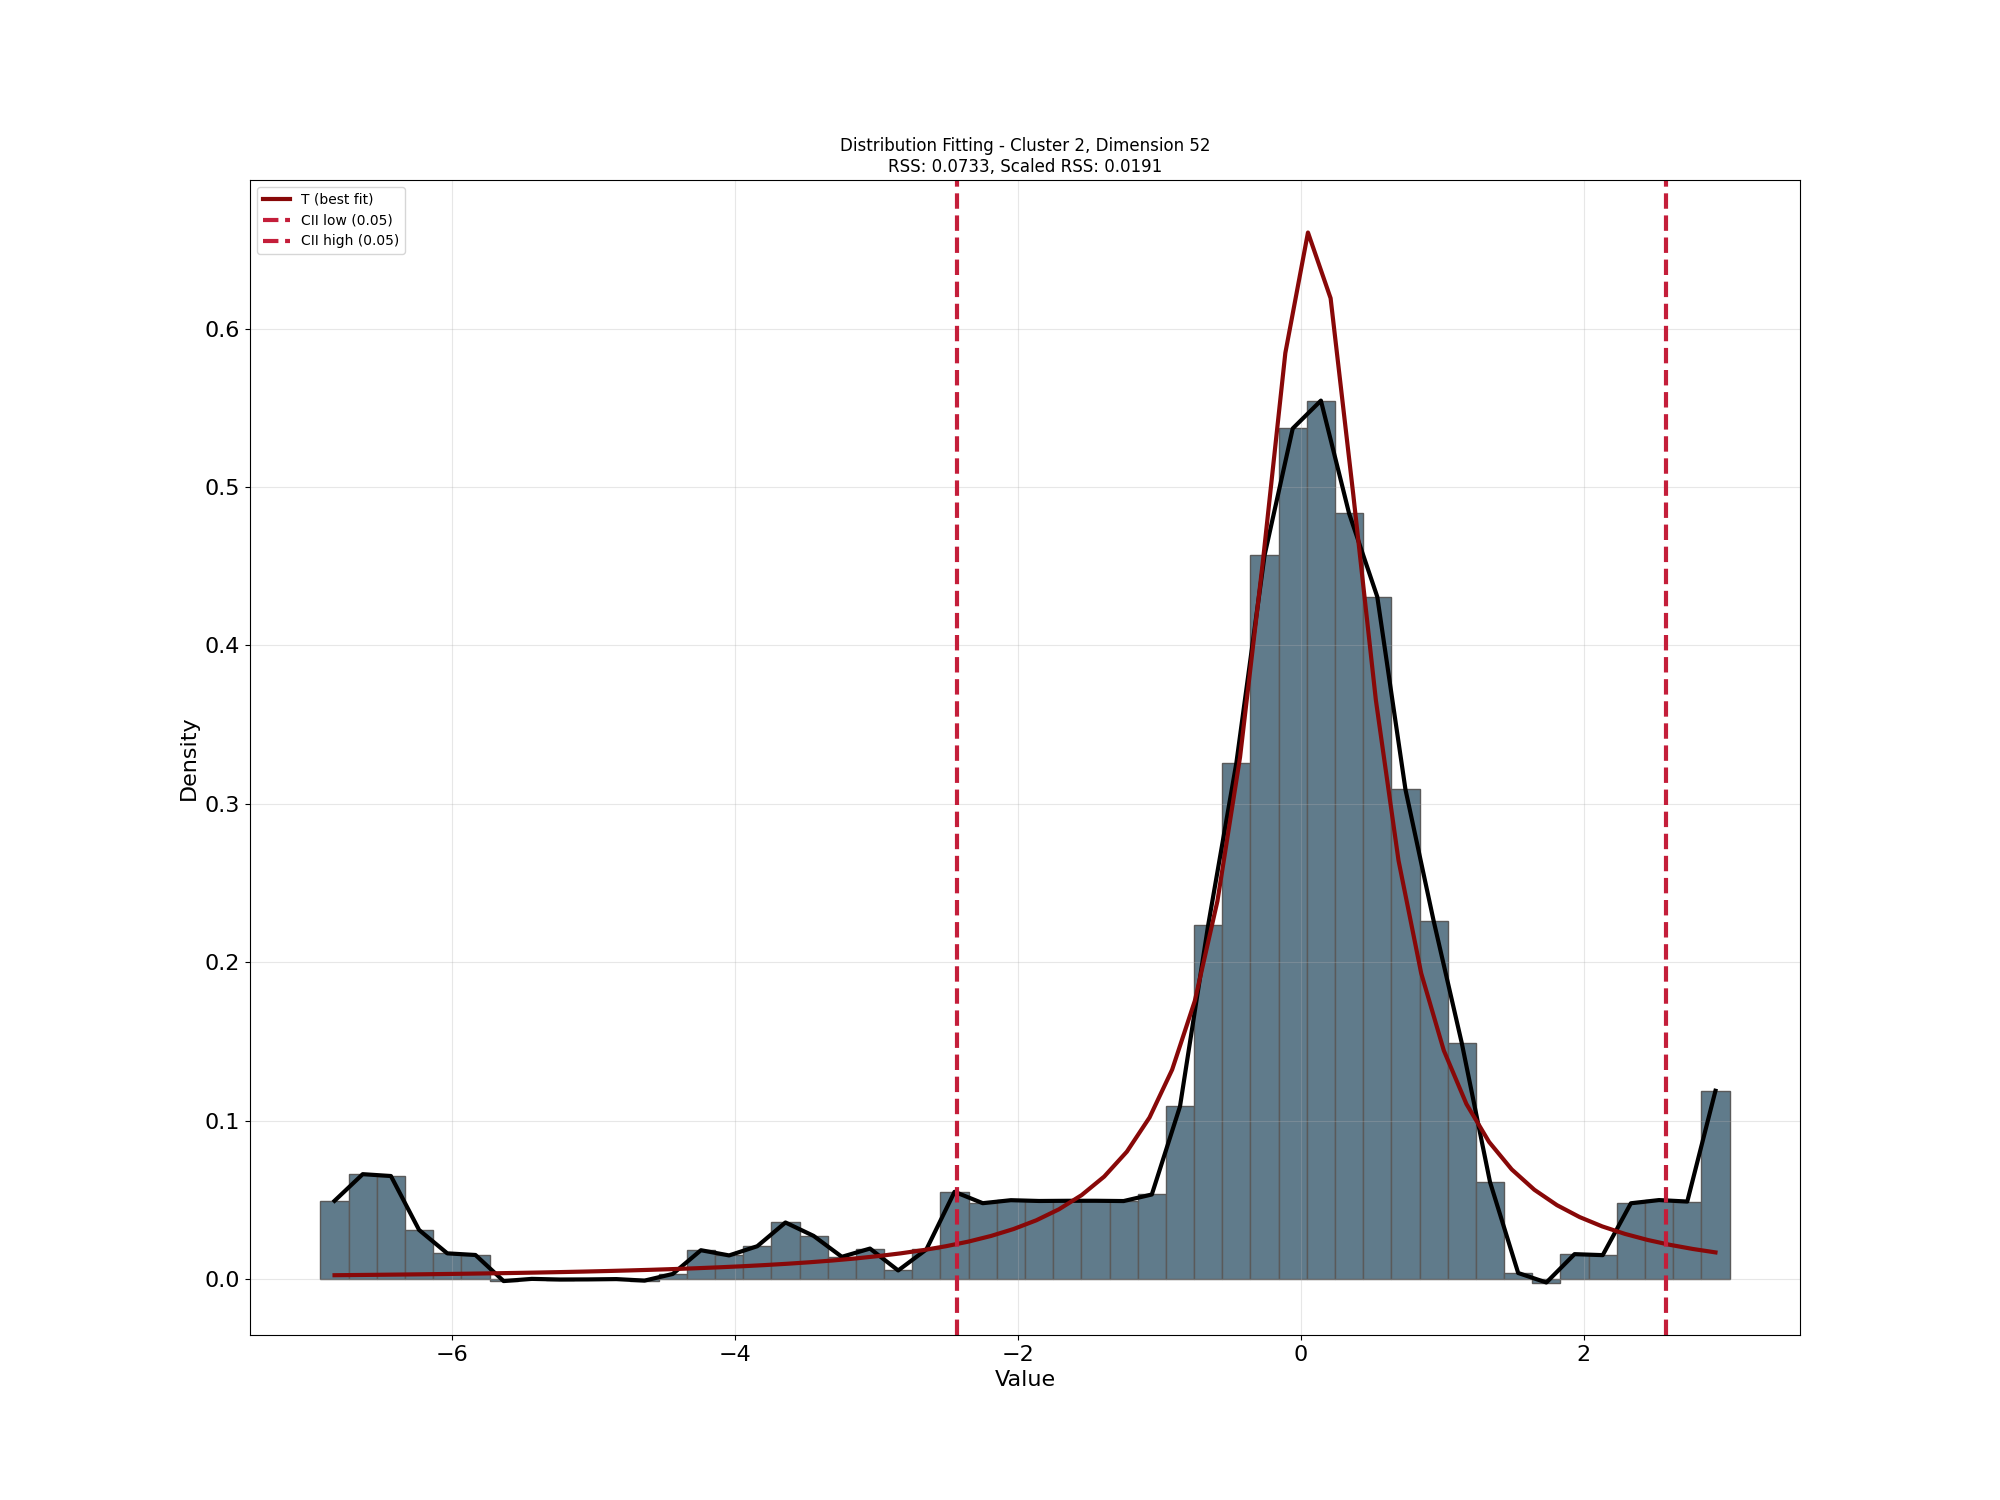 Distribution Fitting - Cluster 2, Dimension 52
RSS: 0.0733, Scaled RSS: 0.0191
T (best fit)
CII low (0.05)
CII high (0.05)
Density
0.6
0.5
0.4
0.3
0.2
0.1
0.0
−6
−4
−2
0
2
Value